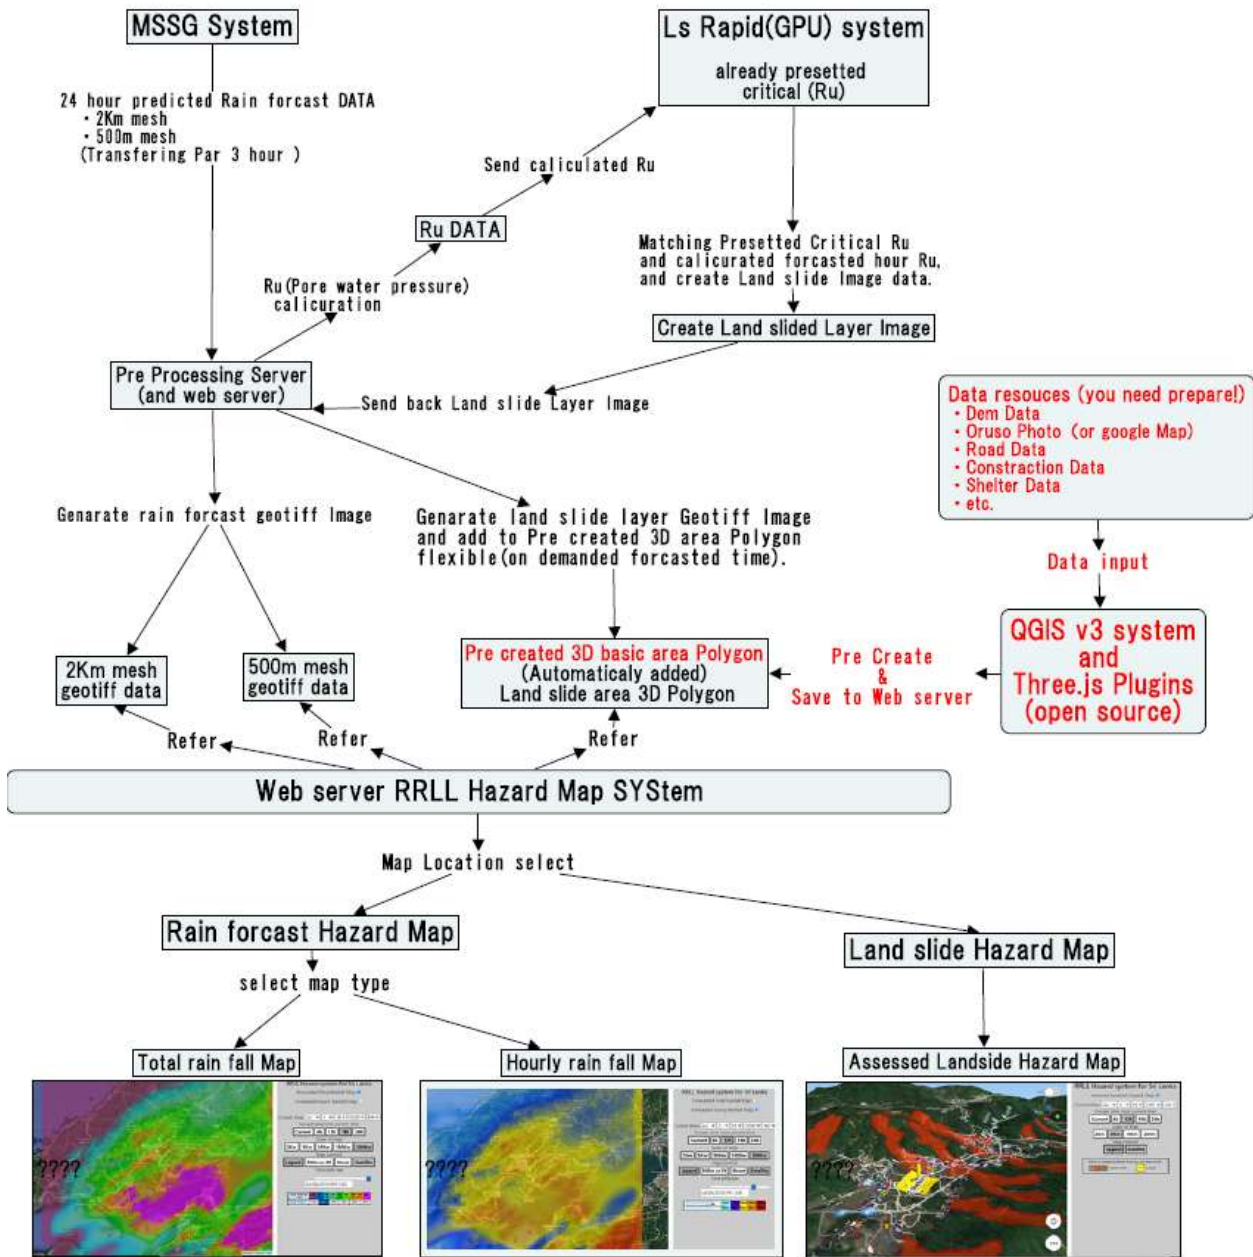 MSSG System
Ls Rapid(GPU) system
already presetted
critical (Ru)
24 hour predicted Rain forcast DATA
・2Km mesh
・500m mesh
(Transfering Par 3 hour )
Send caliculated Ru
Ru DATA
Matching Presetted Critical Ru
and calicurated forcasted hour Ru,
and create Land slide Image data.
Ru(Pore water pressure)
calicuration
Create Land slided Layer Image
Pre Processing Server
(and web server)
Send back Land slide Layer Image
Data resouces (you need prepare!)
・Dem Data
・Oruso Photo (or google Map)
・Road Data
・Constraction Data
・Shelter Data
・etc.
Genarate rain forcast geotiff Image
Genarate land slide layer Geotiff Image
and add to Pre created 3D area Polygon
flexible(on demanded forcasted time).
Data input
QGIS v3 system
and
Three.js Plugins
(open source)
2Km mesh
geotiff data
500m mesh
geotiff data
Pre created 3D basic area Polygon
(Automaticaly added)
Land slide area 3D Polygon
Pre Create
&
Save to Web server
Refer
Refer
Refer
Web server RRLL Hazard Map SYStem
Map Location select
Rain forcast Hazard Map
Land slide Hazard Map
select map type
Total rain fall Map
Hourly rain fall Map
Assessed Landside Hazard Map
????
????
????